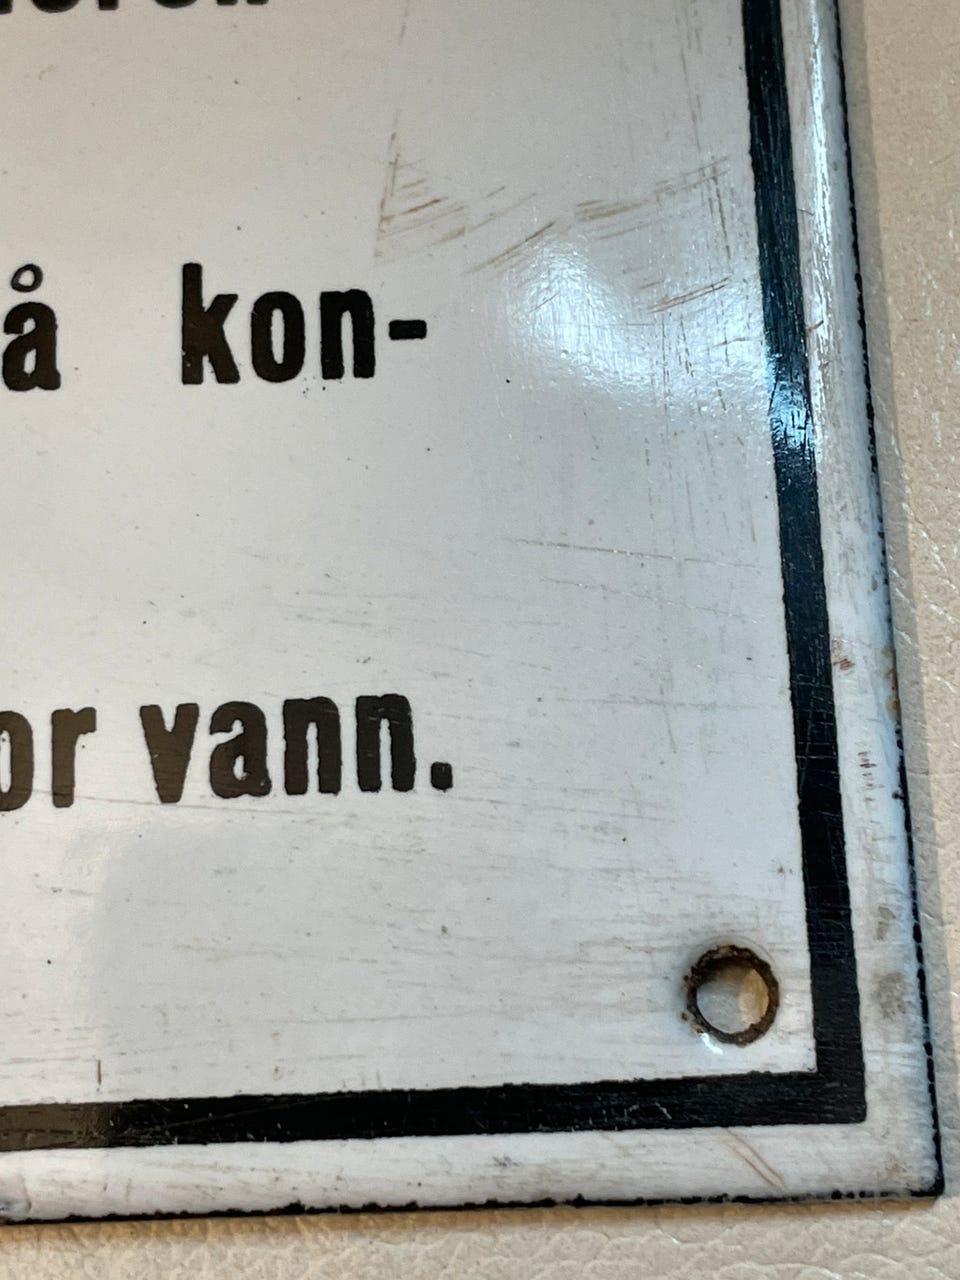 å kon-
or vann.